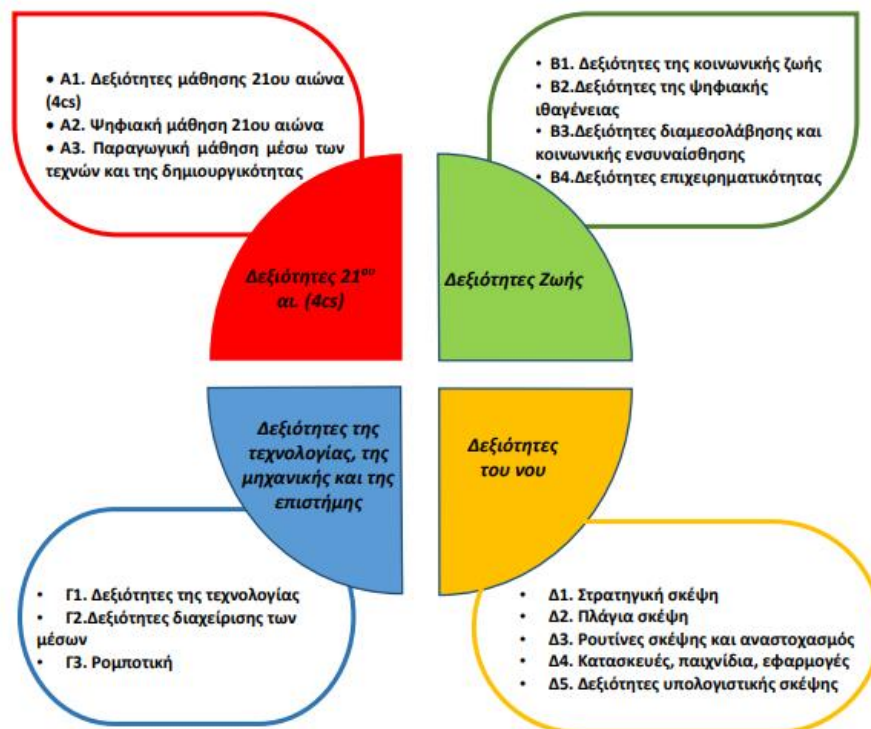 • Α1. Δεξιότητες μάθησης 21ου αιώνα
(4cs)
• Α2. Ψηφιακή μάθηση 21ου αιώνα
• Α3. Παραγωγική μάθηση μέσω των
τεχνών και της δημιουργικότητας
• Β1. Δεξιότητες της κοινωνικής ζωής
• Β2.Δεξιότητες της ψηφιακής
ιθαγένειας
• Β3.Δεξιότητες διαμεσολάβησης και
κοινωνικής ενσυναίσθησης
• Β4.Δεξιότητες επιχειρηματικότητας
Δεξιότητες 21ου
αι. (4cs)
Δεξιότητες Ζωής
Δεξιότητες της
τεχνολογίας, της
μηχανικής και της
επιστήμης
Δεξιότητες
του νου
• Γ1. Δεξιότητες της τεχνολογίας
• Γ2.Δεξιότητες διαχείρισης των
μέσων
• Γ3. Ρομποτική
• Δ1. Στρατηγική σκέψη
• Δ2. Πλάγια σκέψη
• Δ3. Ρουτίνες σκέψης και αναστοχασμός
• Δ4. Κατασκευές, παιχνίδια, εφαρμογές
• Δ5. Δεξιότητες υπολογιστικής σκέψης